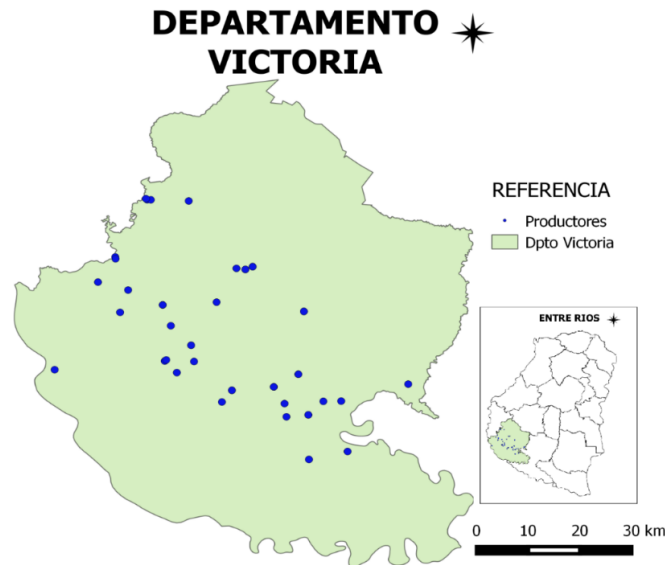 DEPARTAMENTO
VICTORIA
REFERENCIA
Productores
Dpto Victoria
ENTRE RIOS
0 10 20 30 km